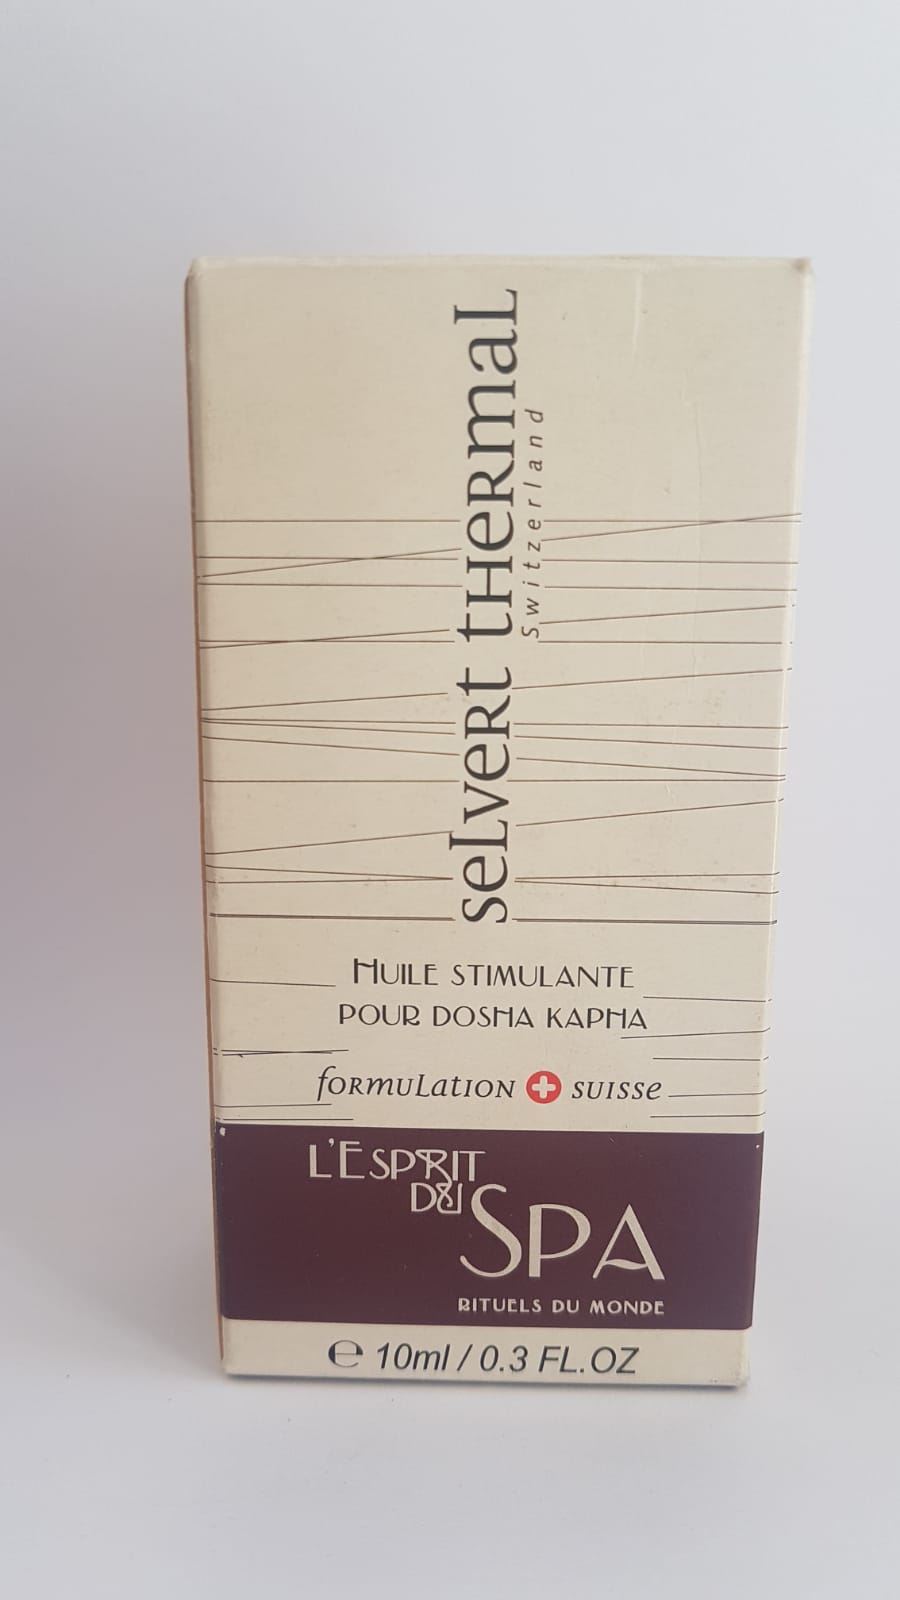 seLveRt tHeRmaL
Switzerland
HUILE STIMULANTE
POUR DOSHA KAPHA
foRmuLatION SUISSe
L'ESPRIT
DU SPA
RITUELS DU MONDE
℮ 10ml / 0.3 FL.OZ